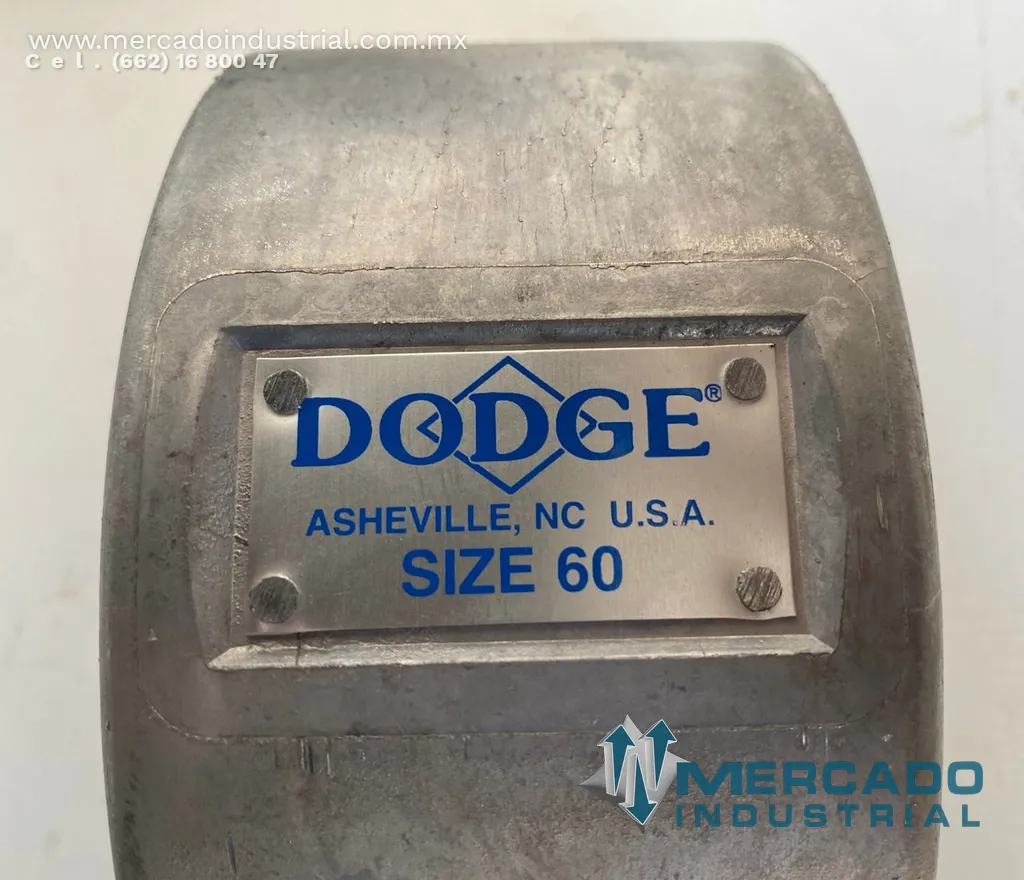 www.mercadoindustrial.com.mx
Cel. (662) 16 800 47
DODGE®
ASHEVILLE, NC U.S.A.
SIZE 60
MERCADO
INDUSTRIAL